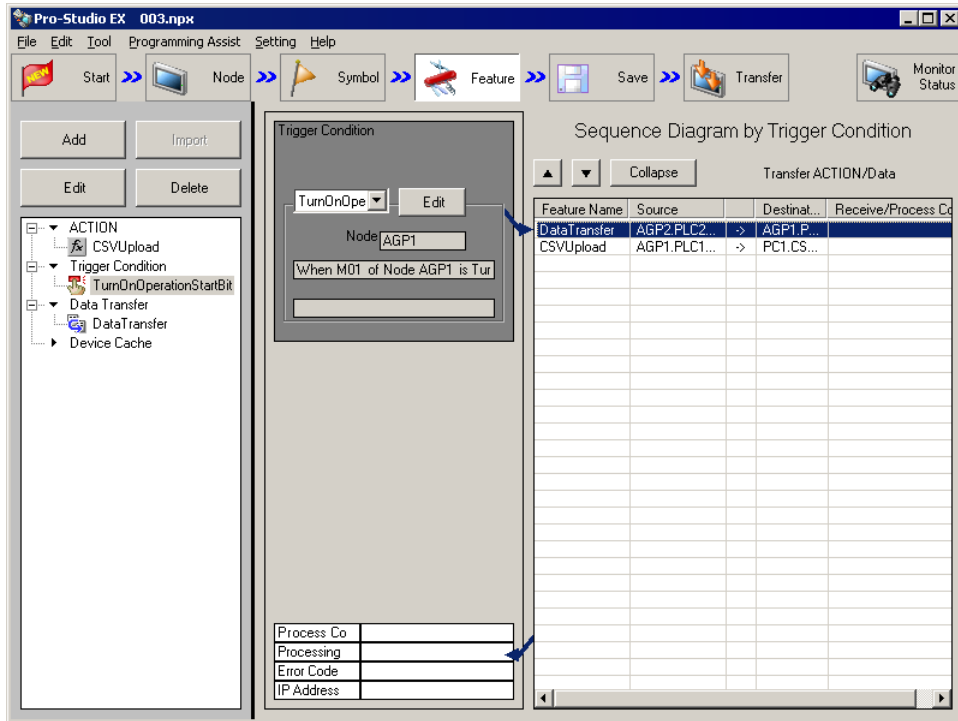 Pro-Studio EX 003.npx
File Edit Tool Programming Assist Setting Help
NEW Start Node Symbol Feature Save Transfer Monitor Status
Add Import
Edit Delete
ACTION
fx CSVUpload
Trigger Condition
TurnOnOperationStartBit
Data Transfer
DataTransfer
Device Cache
Trigger Condition
TurnOnOpe Edit
Node AGP1
When M01 of Node AGP1 is Tur
Process Co
Processing
Error Code
IP Address
Sequence Diagram by Trigger Condition
Collapse Transfer ACTION/Data
Feature Name Source Destinat... Receive/Process Co
DataTransfer AGP2.PLC2... -> AGP1.P...
CSVUpload AGP1.PLC1... -> PC1.CS...